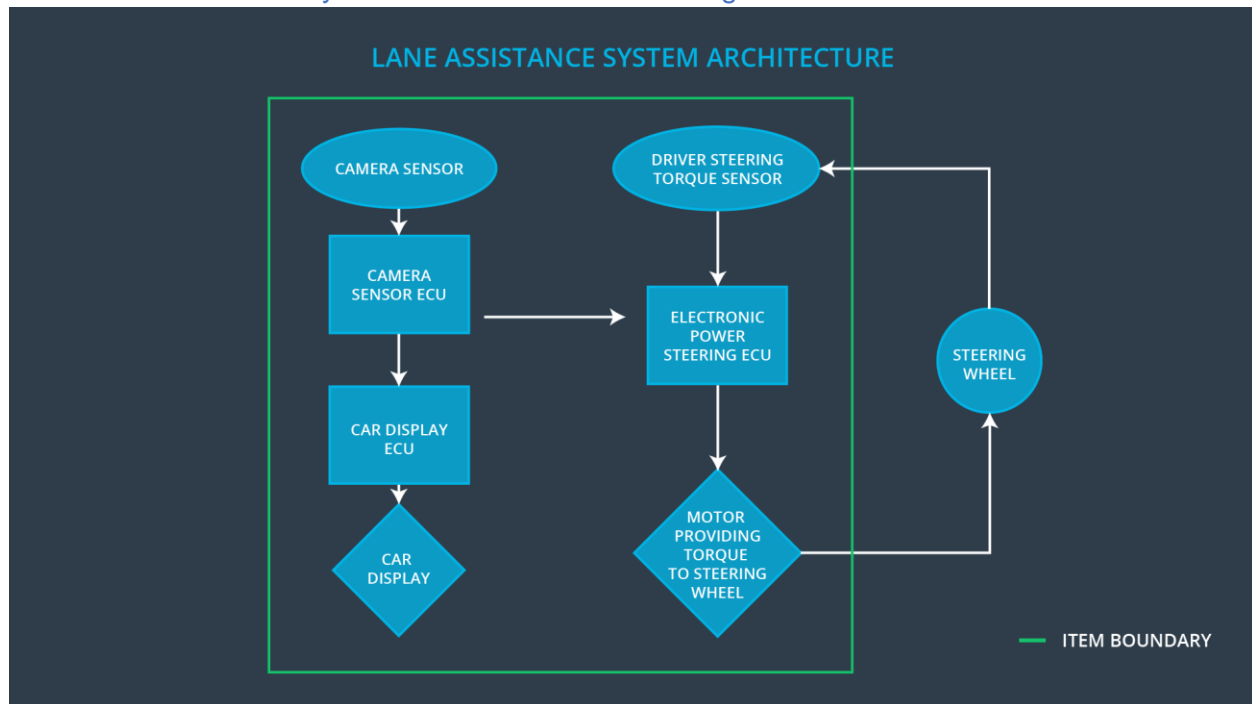 LANE ASSISTANCE SYSTEM ARCHITECTURE
CAMERA SENSOR
DRIVER STEERING
TORQUE SENSOR
CAMERA
SENSOR ECU
ELECTRONIC
POWER
STEERING ECU
STEERING
WHEEL
CAR DISPLAY
ECU
CAR
DISPLAY
MOTOR
PROVIDING
TORQUE
TO STEERING
WHEEL
ITEM BOUNDARY